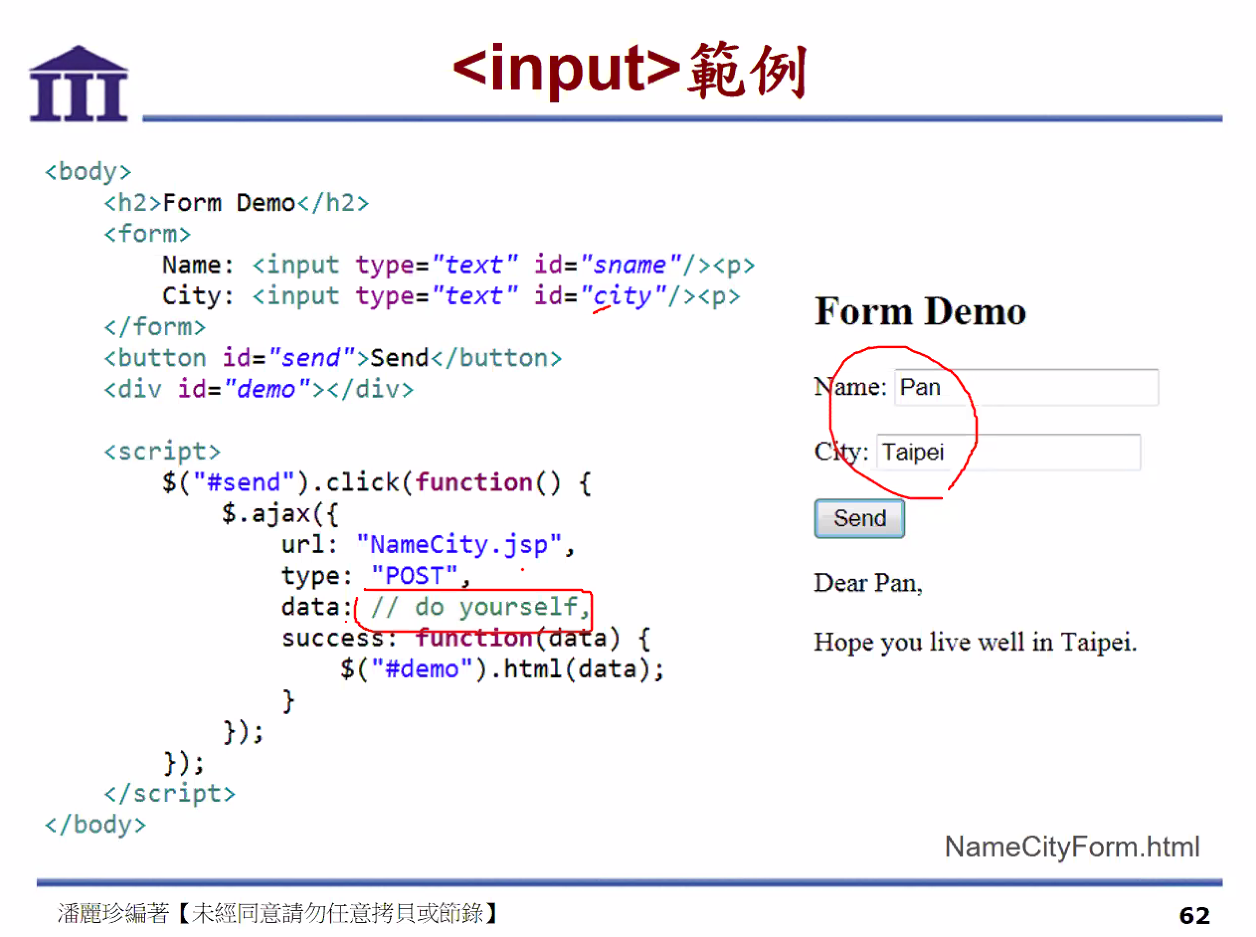 <input>範例
<body>
<h2>Form Demo</h2>
<form>
Name: <input type="text" id="sname"/><p>
City: <input type="text" id="city"/><p>
</form>
<button id="send">Send</button>
<div id="demo"></div>
<script>
$("#send").click(function() {
$.ajax({
url: "NameCity.jsp",
type: "POST",
data: // do yourself,
success: function(data) {
$("#demo").html(data);
}
});
});
</script>
</body>
Form Demo
Name: Pan
City: Taipei
Send
Dear Pan,
Hope you live well in Taipei.
NameCityForm.html
潘麗珍編著【未經同意請勿任意拷貝或節錄】
62